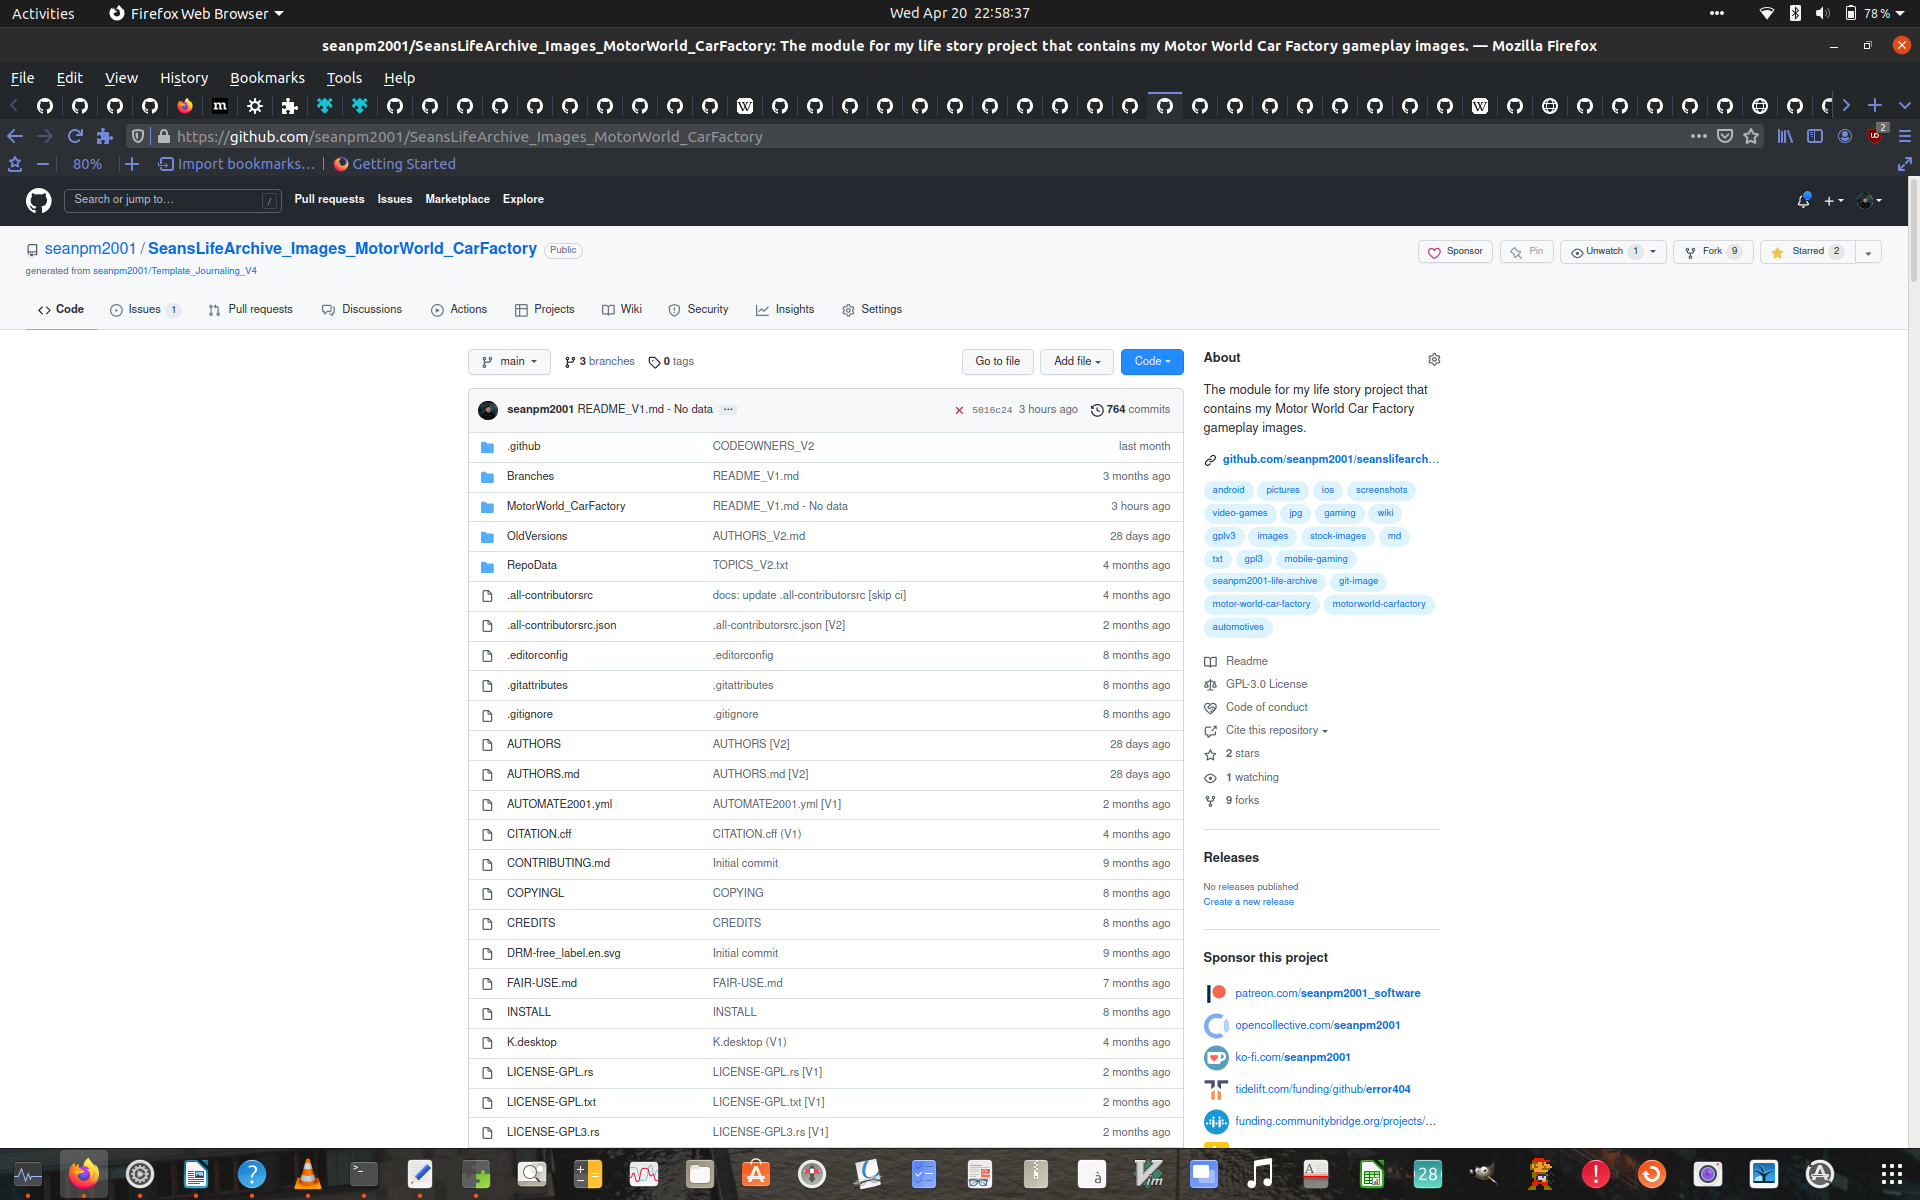 Activities
Firefox Web Browser
Wed Apr 20 22:58:37
78 %
seanpm2001/SeansLifeArchive_Images_MotorWorld_CarFactory: The module for my life story project that contains my Motor World Car Factory gameplay images. — Mozilla Firefox
File Edit View History Bookmarks Tools Help
https://github.com/seanpm2001/SeansLifeArchive_Images_MotorWorld_CarFactory
2
80%
Import bookmarks…
Getting Started
Search or jump to…
/
Pull requests Issues Marketplace Explore
seanpm2001 / SeansLifeArchive_Images_MotorWorld_CarFactory Public
generated from seanpm2001/Template_Journaling_V4
Sponsor
Pin
Unwatch 1
Fork 9
Starred 2
Code
Issues 1
Pull requests
Discussions
Actions
Projects
Wiki
Security
Insights
Settings
main
3 branches
0 tags
Go to file
Add file
Code
seanpm2001 README_V1.md - No data ...
5016c24 3 hours ago 764 commits
.github CODEOWNERS_V2 last month
Branches README_V1.md 3 months ago
MotorWorld_CarFactory README_V1.md - No data 3 hours ago
OldVersions AUTHORS_V2.md 28 days ago
RepoData TOPICS_V2.txt 4 months ago
.all-contributorsrc docs: update .all-contributorsrc [skip ci] 4 months ago
.all-contributorsrc.json .all-contributorsrc.json [V2] 2 months ago
.editorconfig .editorconfig 8 months ago
.gitattributes .gitattributes 8 months ago
.gitignore .gitignore 8 months ago
AUTHORS AUTHORS [V2] 28 days ago
AUTHORS.md AUTHORS.md [V2] 28 days ago
AUTOMATE2001.yml AUTOMATE2001.yml [V1] 2 months ago
CITATION.cff CITATION.cff (V1) 4 months ago
CONTRIBUTING.md Initial commit 9 months ago
COPYINGL COPYING 8 months ago
CREDITS CREDITS 8 months ago
DRM-free_label.en.svg Initial commit 9 months ago
FAIR-USE.md FAIR-USE.md 7 months ago
INSTALL INSTALL 8 months ago
K.desktop K.desktop (V1) 4 months ago
LICENSE-GPL.rs LICENSE-GPL.rs [V1] 2 months ago
LICENSE-GPL.txt LICENSE-GPL.txt [V1] 2 months ago
LICENSE-GPL3.rs LICENSE-GPL3.rs [V1] 2 months ago
About
The module for my life story project that
contains my Motor World Car Factory
gameplay images.
github.com/seanpm2001/seanslifearch…
android pictures ios screenshots
video-games jpg gaming wiki
gplv3 images stock-images md
txt gpl3 mobile-gaming
seanpm2001-life-archive git-image
motor-world-car-factory motorworld-carfactory
automotives
Readme
GPL-3.0 License
Code of conduct
Cite this repository
2 stars
1 watching
9 forks
Releases
No releases published
Create a new release
Sponsor this project
patreon.com/seanpm2001_software
opencollective.com/seanpm2001
ko-fi.com/seanpm2001
tidelift.com/funding/github/error404
funding.communitybridge.org/projects/…
28